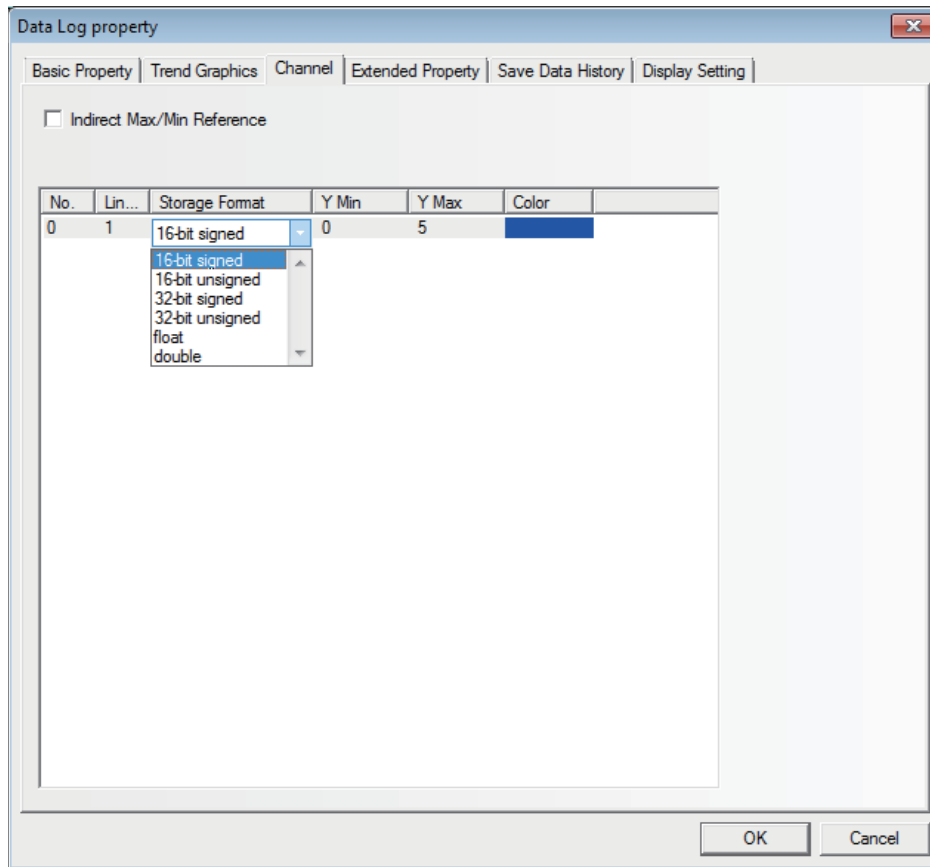 Data Log property
Basic Property Trend Graphics Channel Extended Property Save Data History Display Setting
Indirect Max/Min Reference
No. Lin... Storage Format Y Min Y Max Color
0 1 16-bit signed 0 5
16-bit signed
16-bit unsigned
32-bit signed
32-bit unsigned
float
double
OK Cancel